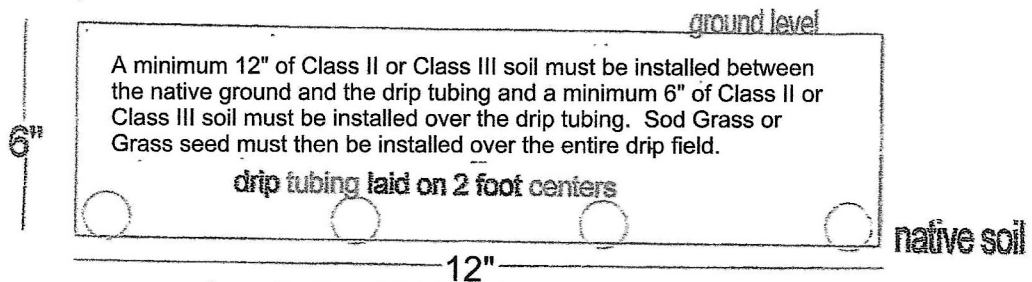 ground level
A minimum 12" of Class II or Class III soil must be installed between
the native ground and the drip tubing and a minimum 6" of Class II or
Class III soil must be installed over the drip tubing. Sod Grass or
Grass seed must then be installed over the entire drip field.
6"
drip tubing laid on 2 foot centers
native soil
12"